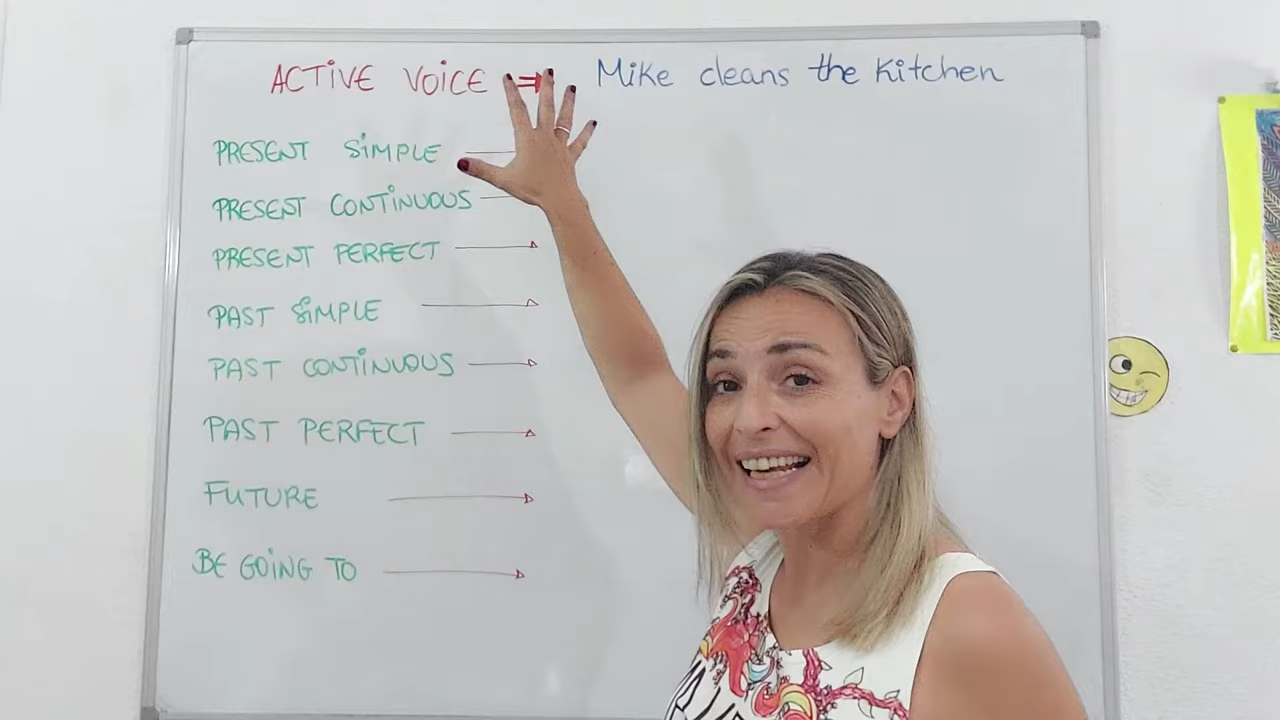 ACTIVE VOICE ⇒ Mike cleans the kitchen
PRESENT SIMPLE
PRESENT CONTINUOUS
PRESENT PERFECT
PAST SIMPLE
PAST CONTINUOUS
PAST PERFECT
FUTURE
BE GOING TO